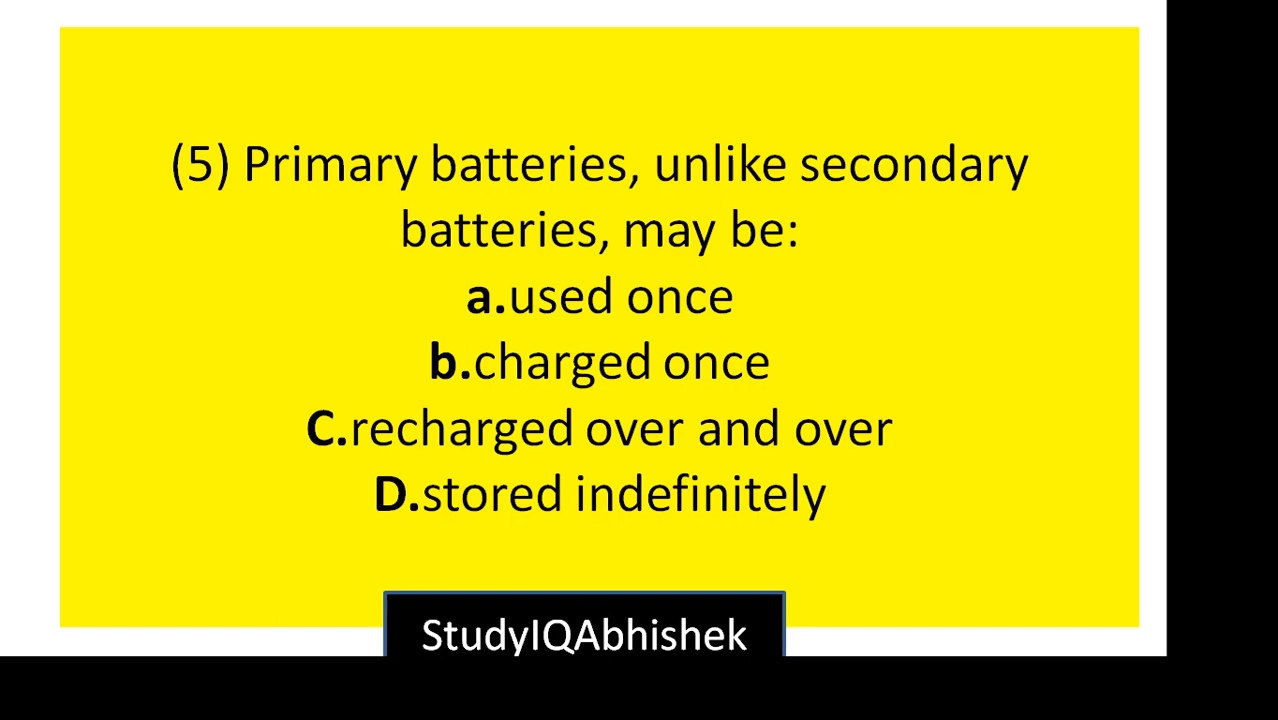 (5) Primary batteries, unlike secondary
batteries, may be:
a.used once
b.charged once
C.recharged over and over
D.stored indefinitely
StudyIQAbhishek